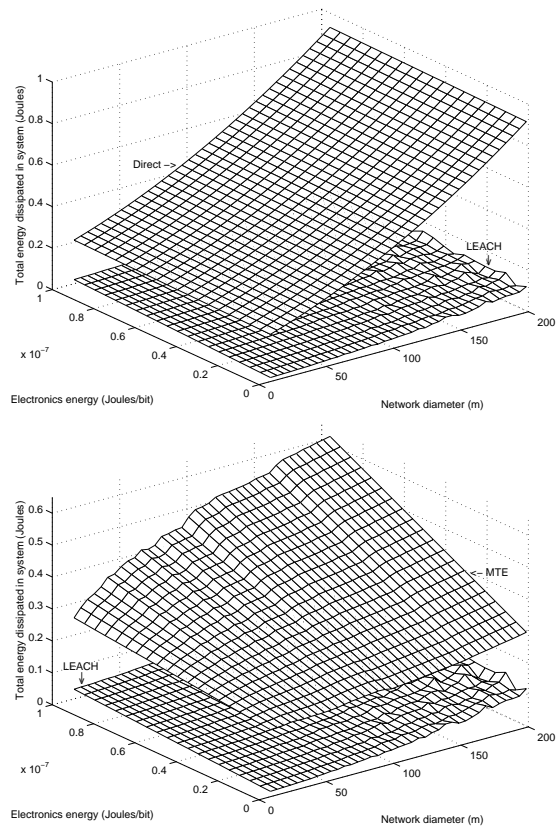 1
0.8
0.6
0.4
0.2
0
Total energy dissipated in system (Joules)
Direct −>
LEACH
1
0.8
0.6
0.4
0.2
0
x 10−7
Electronics energy (Joules/bit)
0
50
100
150
200
Network diameter (m)
0.6
0.5
0.4
0.3
0.2
0.1
0
Total energy dissipated in system (Joules)
<− MTE
LEACH
1
0.8
0.6
0.4
0.2
0
x 10−7
Electronics energy (Joules/bit)
0
50
100
150
200
Network diameter (m)